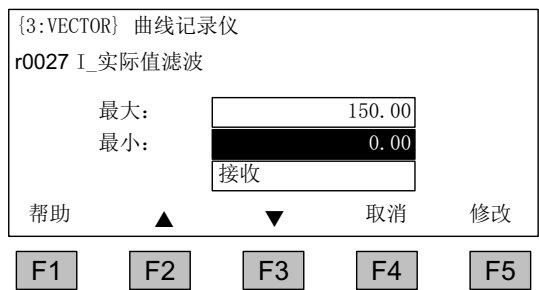 {3:VECTOR} 曲线记录仪
r0027 I_实际值滤波
最大: 150.00
最小: 0.00
接收
帮助 ▲ ▼ 取消 修改
F1 F2 F3 F4 F5